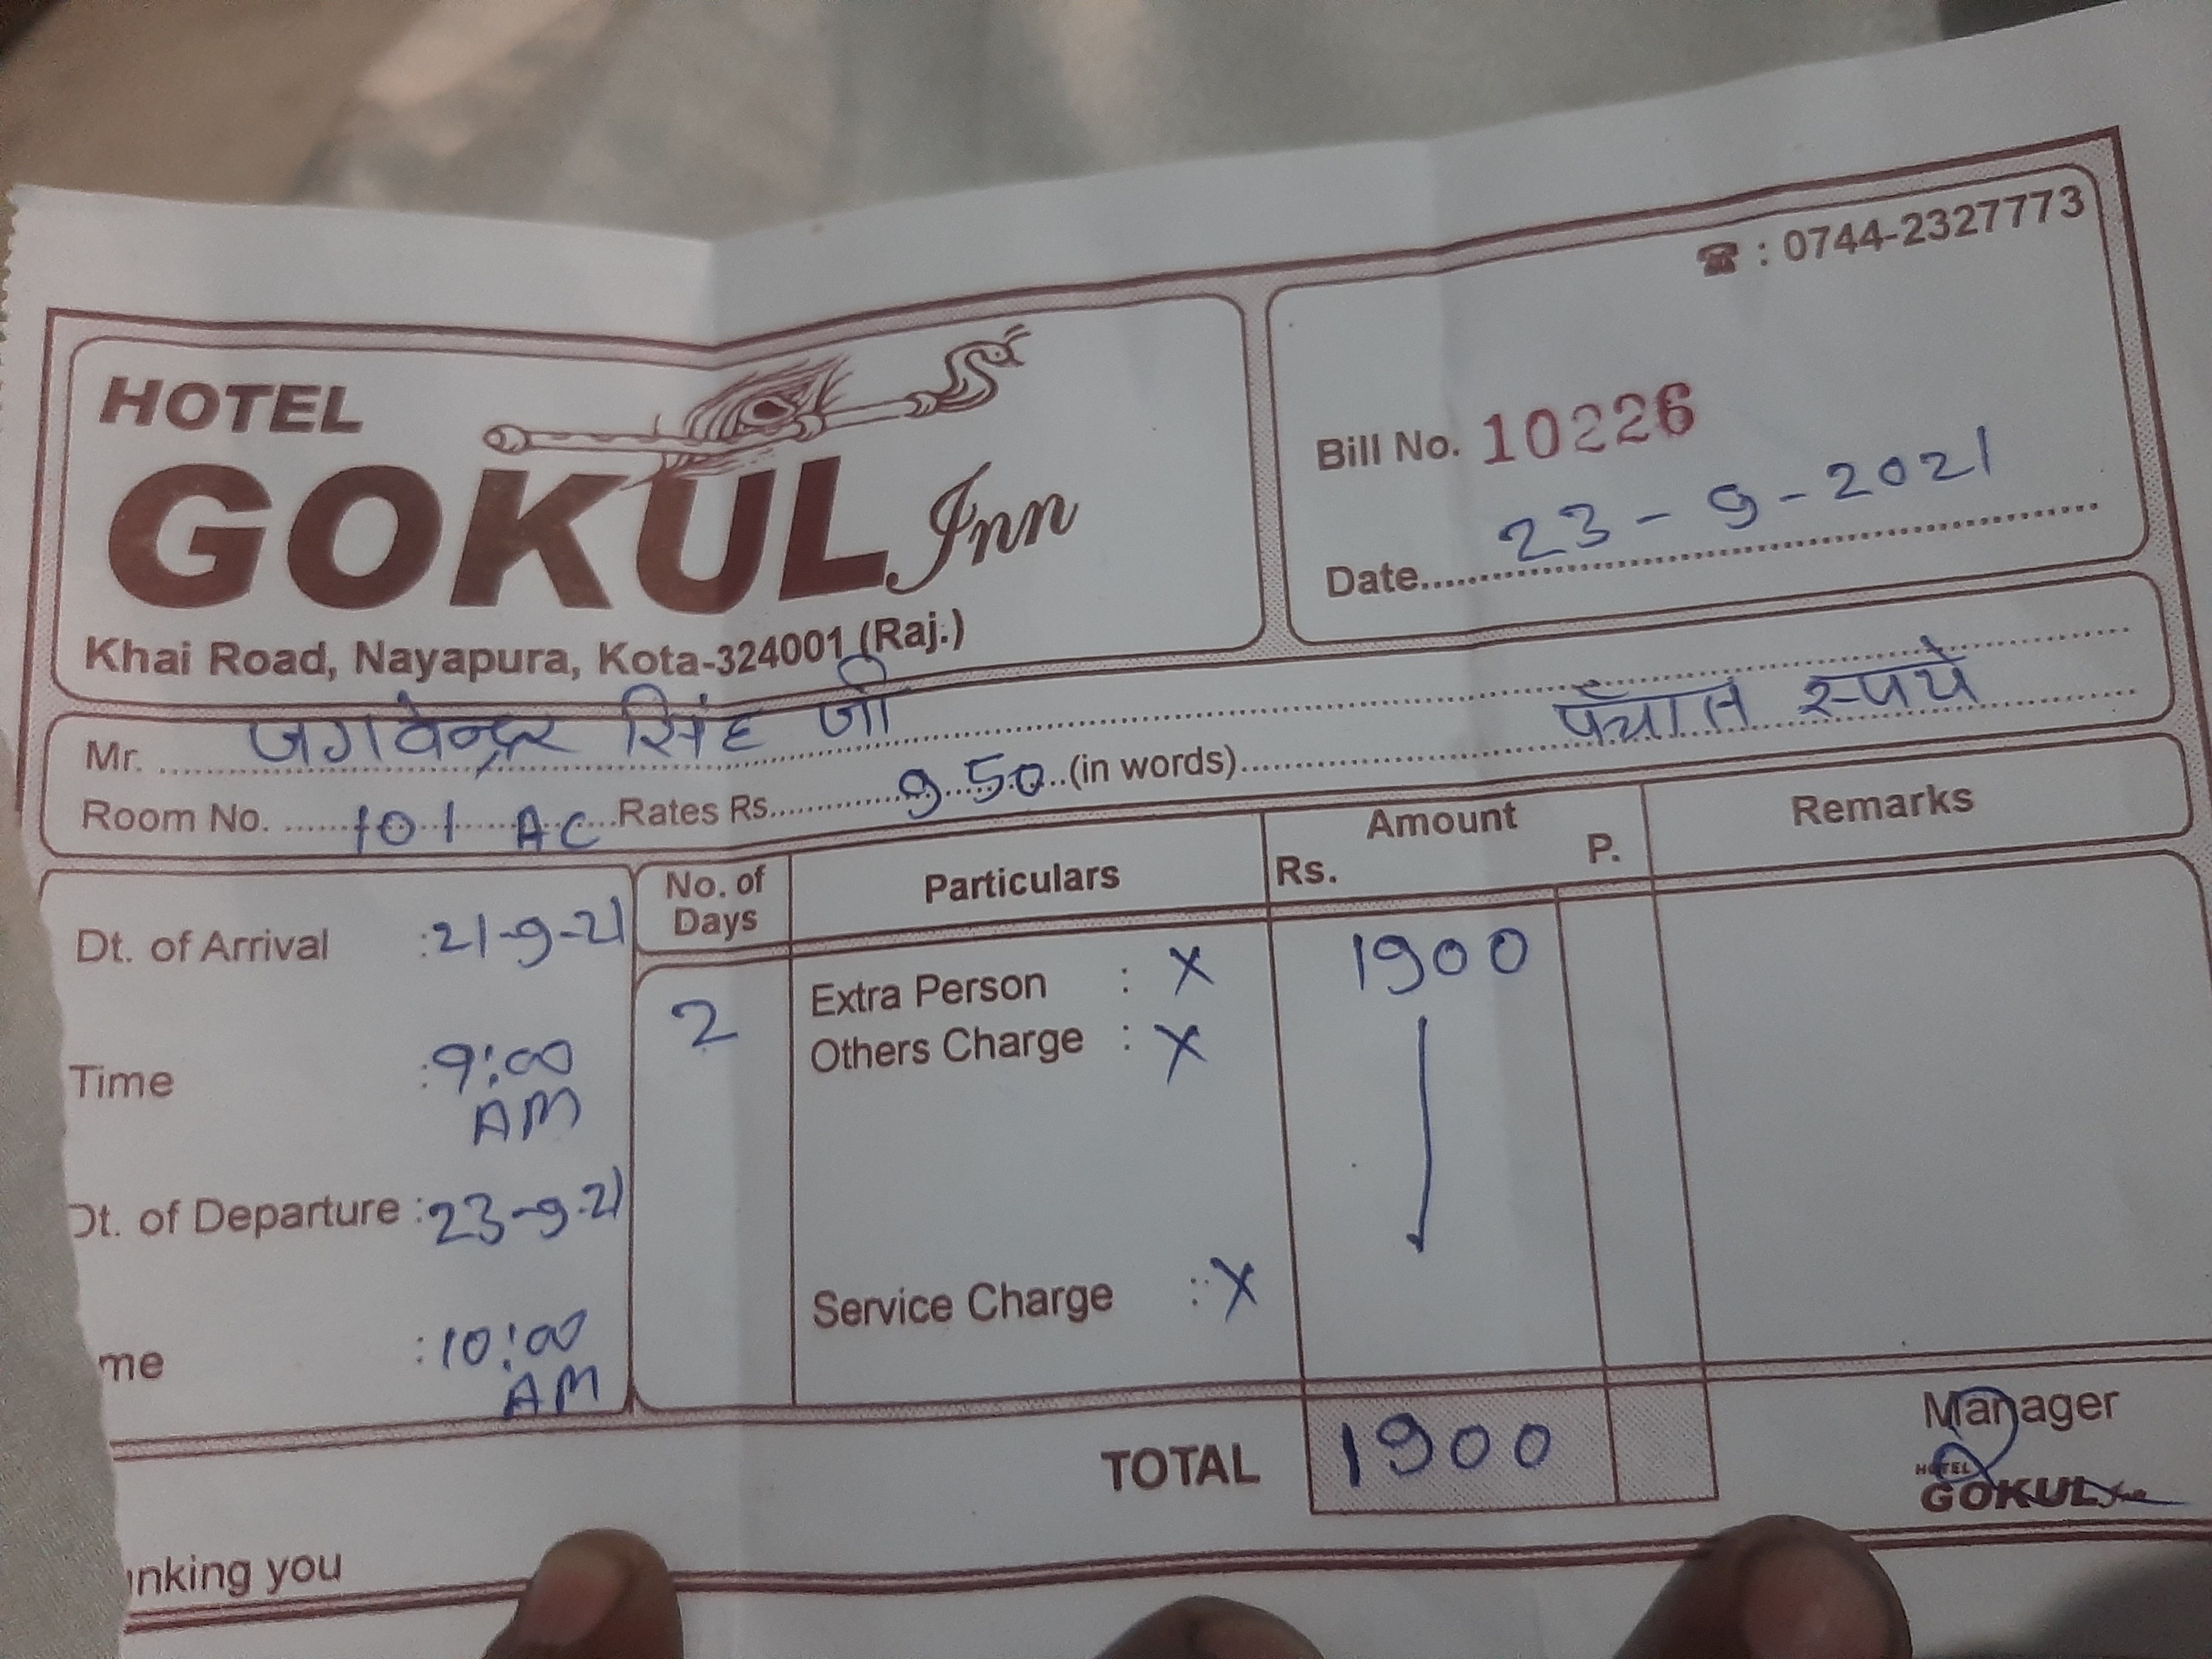 ☎ : 0744-2327773
HOTEL
GOKUL Inn
Khai Road, Nayapura, Kota-324001 (Raj.)
Bill No. 10226
Date 23-9-2021
Mr. जगवेन्द्र सिंह जी
Room No. 101 AC Rates Rs. 950 (in words) पँचास रूपये
No. of Days
Particulars
Amount
Rs. P.
Remarks
Dt. of Arrival : 21-9-21
Time : 9:00 AM
Dt. of Departure : 23-9-21
me : 10:00 AM
2
Extra Person : X
Others Charge : X
Service Charge : X
1900
TOTAL 1900
Manager
HOTEL
GOKUL Inn
nking you